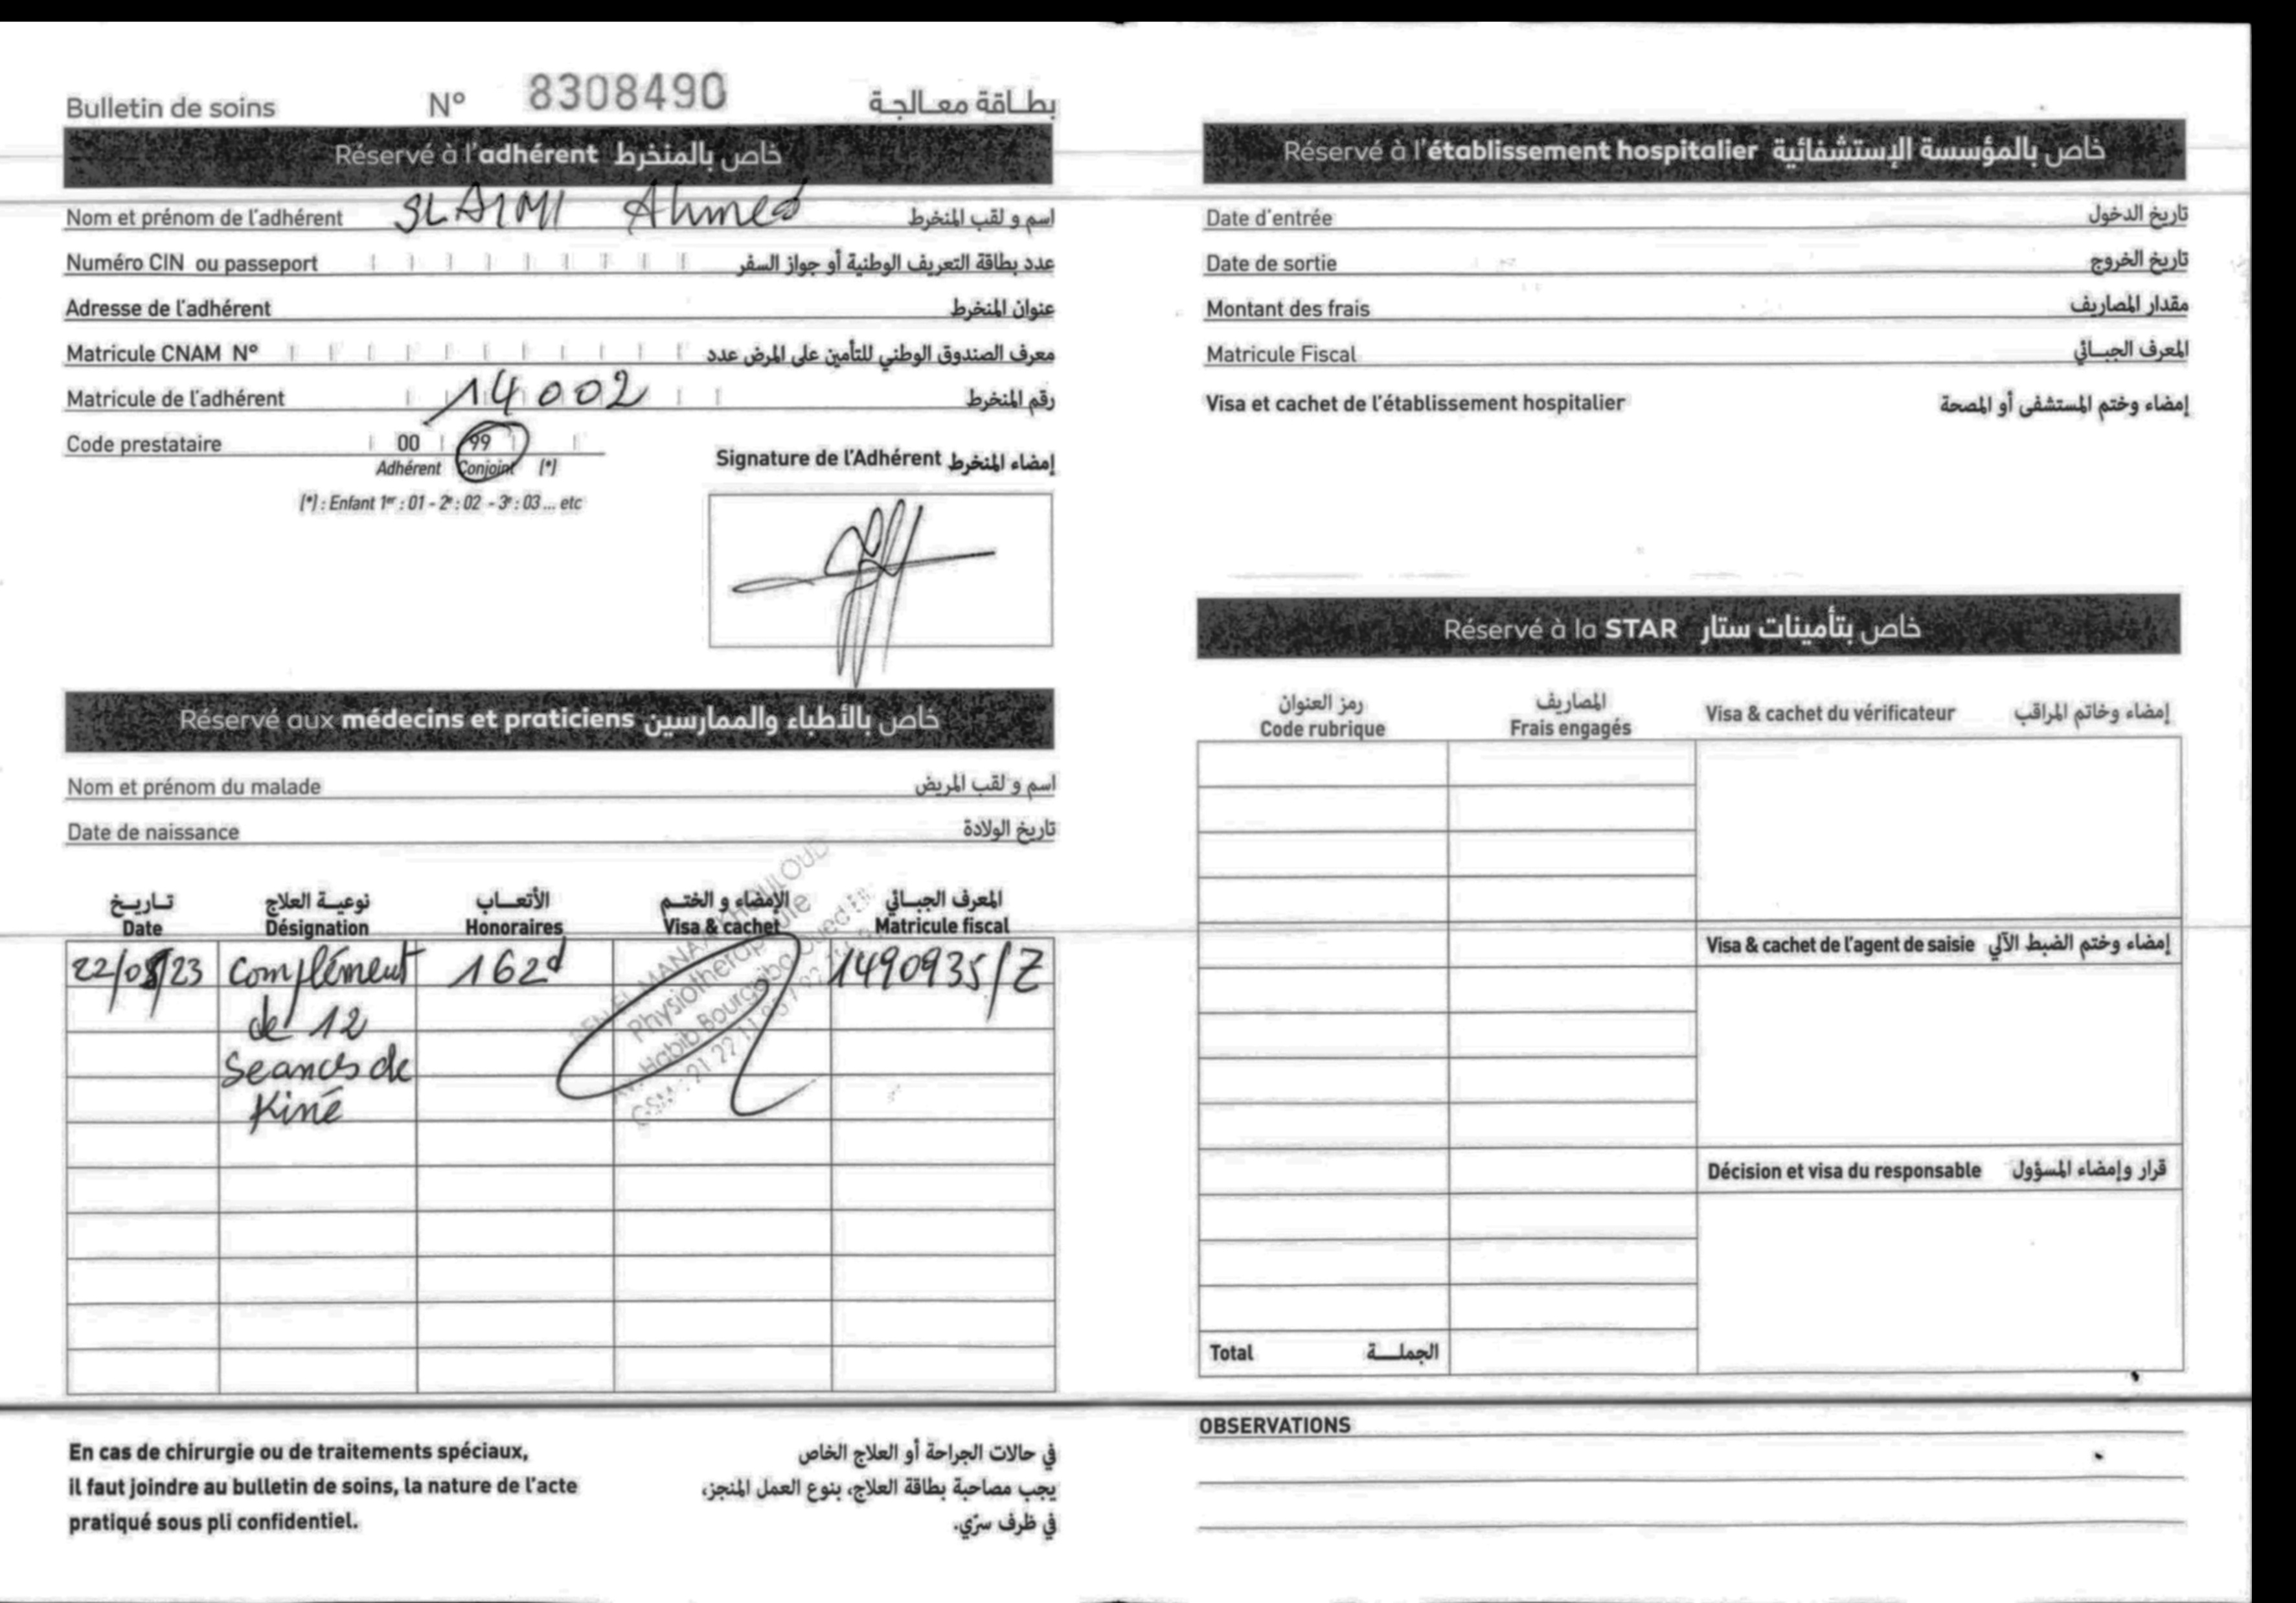 Bulletin de soins N° 8308490 بطاقة معالجة
Réservé à l'adhérent خاص بالمنخرط
Nom et prénom de l'adhérent SLAIMI Ahmed اسم و لقب المنخرط
Numéro CIN ou passeport عدد بطاقة التعريف الوطنية أو جواز السفر
Adresse de l'adhérent عنوان المنخرط
Matricule CNAM N° معرف الصندوق الوطني للتأمين على المرض عدد
Matricule de l'adhérent 14002 رقم المنخرط
Code prestataire 00 99
Adhérent Conjoint (*)
(*) : Enfant 1er : 01 - 2e : 02 - 3e : 03 ... etc
Signature de l'Adhérent إمضاء المنخرط
Réservé aux médecins et praticiens خاص بالأطباء والممارسين
Nom et prénom du malade اسم و لقب المريض
Date de naissance تاريخ الولادة
تاريخ نوعية العلاج الأتعاب الإمضاء و الختم المعرف الجبائي
Date Désignation Honoraires Visa & cachet Matricule fiscal
22/08/23 Complément 162d 1490935/Z
de 12
Seances de
Kiné
KHOULOUD
Physiothérapeute
Habib Bourguiba Oued
En cas de chirurgie ou de traitements spéciaux,
il faut joindre au bulletin de soins, la nature de l'acte
pratiqué sous pli confidentiel.
في حالات الجراحة أو العلاج الخاص
يجب مصاحبة بطاقة العلاج، بنوع العمل المنجز،
في ظرف سرّي.
Réservé à l'établissement hospitalier خاص بالمؤسسة الإستشفائية
Date d'entrée تاريخ الدخول
Date de sortie تاريخ الخروج
Montant des frais مقدار المصاريف
Matricule Fiscal المعرف الجبائي
Visa et cachet de l'établissement hospitalier إمضاء وختم المستشفى أو المصحة
Réservé à la STAR خاص بتأمينات ستار
رمز العنوان المصاريف
Code rubrique Frais engagés Visa & cachet du vérificateur إمضاء وخاتم المراقب
Visa & cachet de l'agent de saisie إمضاء وختم الضبط الآلي
Décision et visa du responsable قرار وإمضاء المسؤول
Total الجملة
OBSERVATIONS